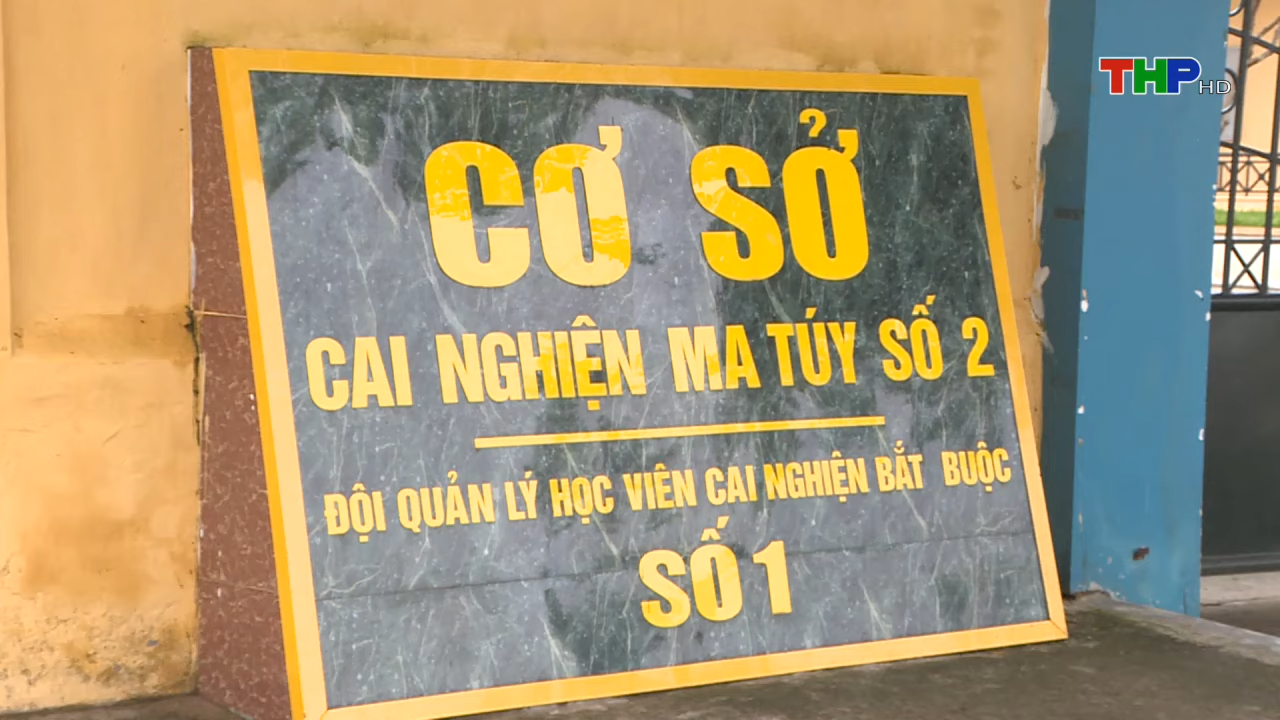 THP HD
CƠ SỞ
CAI NGHIỆN MA TÚY SỐ 2
ĐỘI QUẢN LÝ HỌC VIÊN CAI NGHIỆN BẮT BUỘC
SỐ 1